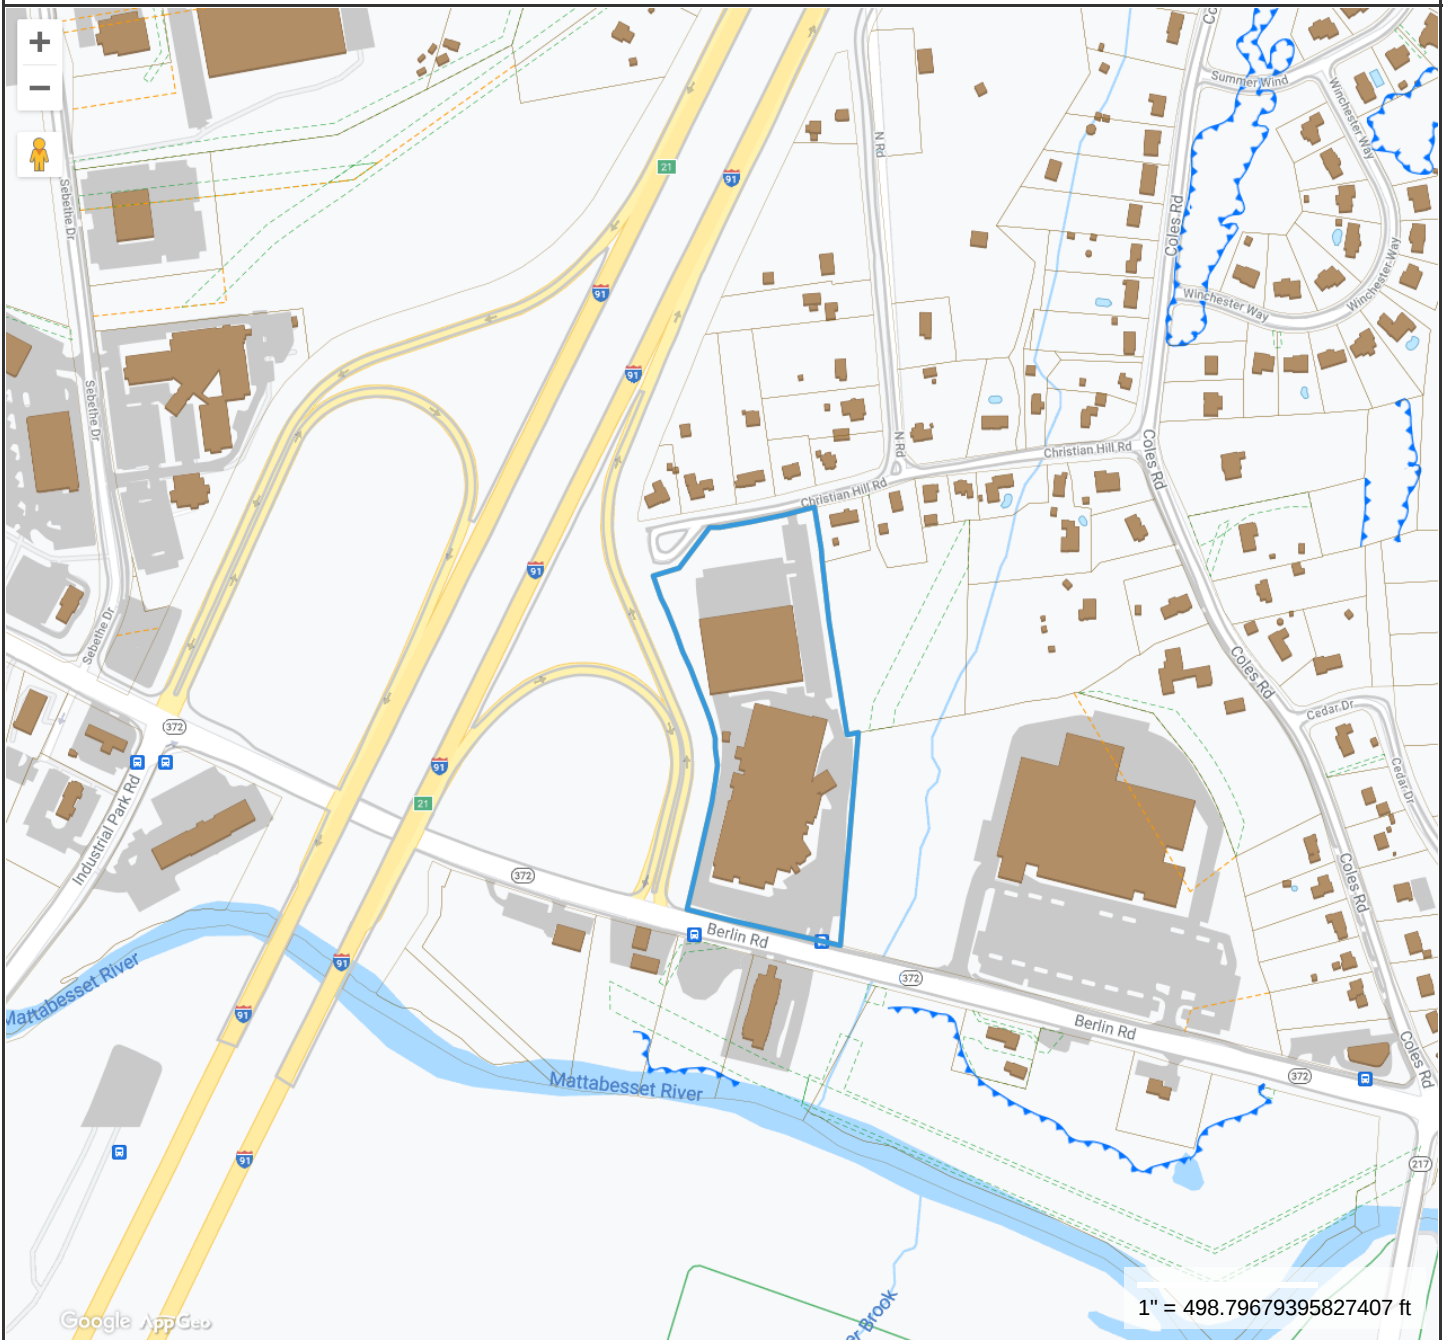 +
−
Co
Summer Wind
Winchester Way
21
91
N Rd
Sebethe Dr
Coles Rd
Winchester Way
91
Winchester Way
91
Sebethe Dr
N Rd
Christian Hill Rd
Coles Rd
Christian Hill Rd
91
Sebethe Dr
Coles Rd
Cedar Dr
372
91
Cedar Dr
21
Industrial Park Rd
372
Coles Rd
Berlin Rd
91
372
Mattabesset River
91
Berlin Rd
Coles Rd
Mattabesset River
372
91
217
er Brook
1" = 498.79679395827407 ft
Google AppGeo